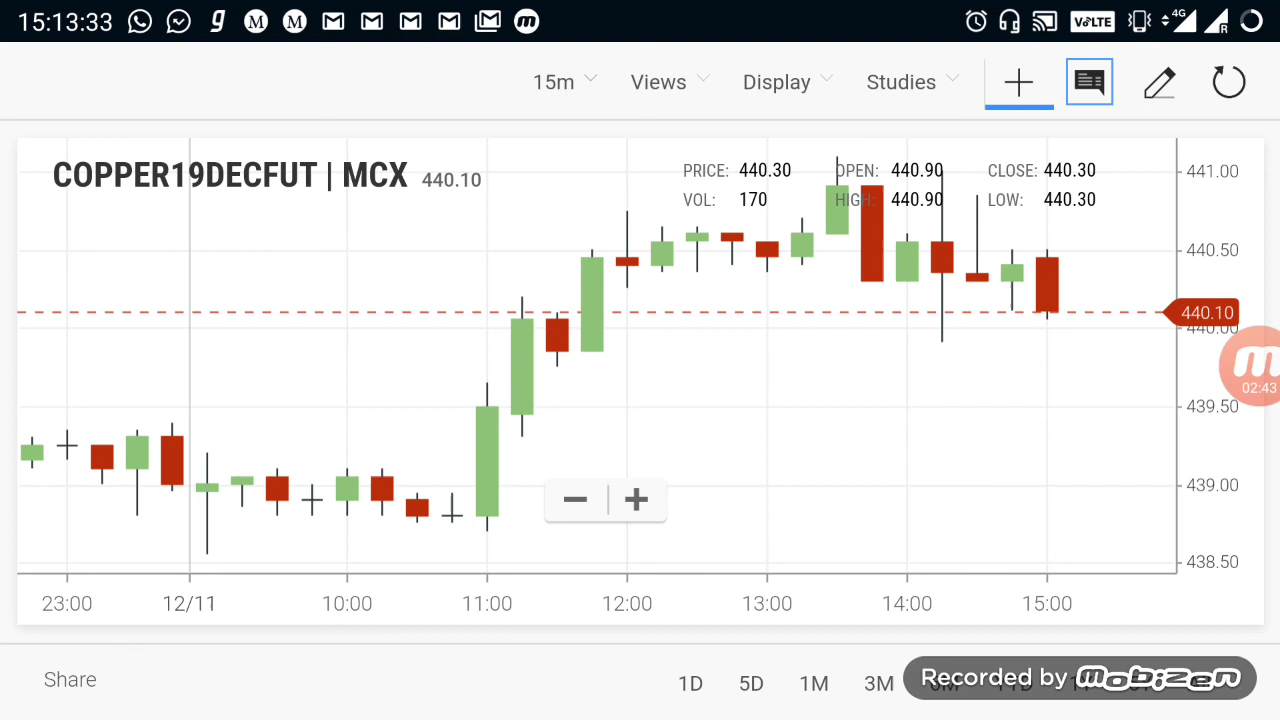 15:13:33
VoLTE
4G
R
15m Views Display Studies
COPPER19DECFUT | MCX 440.10
PRICE: 440.30 OPEN: 440.90 CLOSE: 440.30
VOL: 170 HIGH: 440.90 LOW: 440.30
441.00
440.50
440.10
440.00
02:43
439.50
439.00
438.50
23:00 12/11 10:00 11:00 12:00 13:00 14:00 15:00
Share
1D 5D 1M 3M
Recorded by mobizen